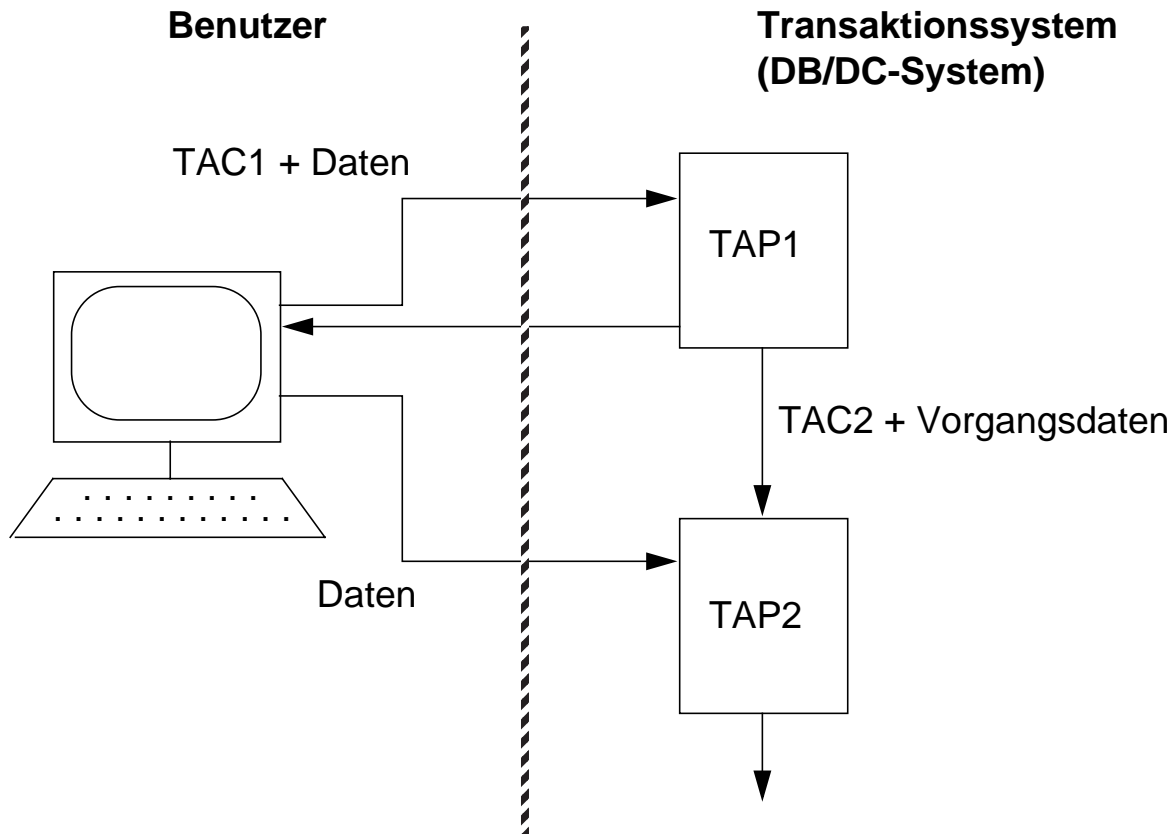 Benutzer
Transaktionssystem
(DB/DC-System)
TAC1 + Daten
TAP1
TAC2 + Vorgangsdaten
Daten
TAP2